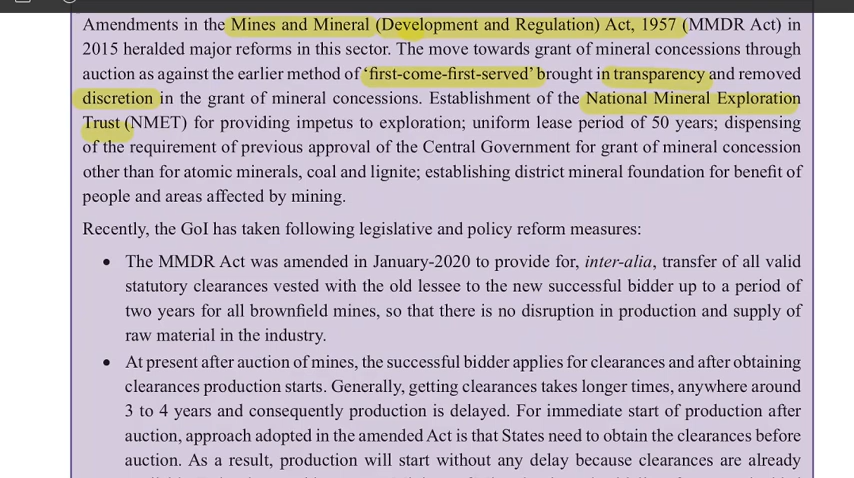 Amendments in the Mines and Mineral (Development and Regulation) Act, 1957 (MMDR Act) in
2015 heralded major reforms in this sector. The move towards grant of mineral concessions through
auction as against the earlier method of ‘first-come-first-served’ brought in transparency and removed
discretion in the grant of mineral concessions. Establishment of the National Mineral Exploration
Trust (NMET) for providing impetus to exploration; uniform lease period of 50 years; dispensing
of the requirement of previous approval of the Central Government for grant of mineral concession
other than for atomic minerals, coal and lignite; establishing district mineral foundation for benefit of
people and areas affected by mining.
Recently, the GoI has taken following legislative and policy reform measures:
• The MMDR Act was amended in January-2020 to provide for, inter-alia, transfer of all valid
statutory clearances vested with the old lessee to the new successful bidder up to a period of
two years for all brownfield mines, so that there is no disruption in production and supply of
raw material in the industry.
• At present after auction of mines, the successful bidder applies for clearances and after obtaining
clearances production starts. Generally, getting clearances takes longer times, anywhere around
3 to 4 years and consequently production is delayed. For immediate start of production after
auction, approach adopted in the amended Act is that States need to obtain the clearances before
auction. As a result, production will start without any delay because clearances are already